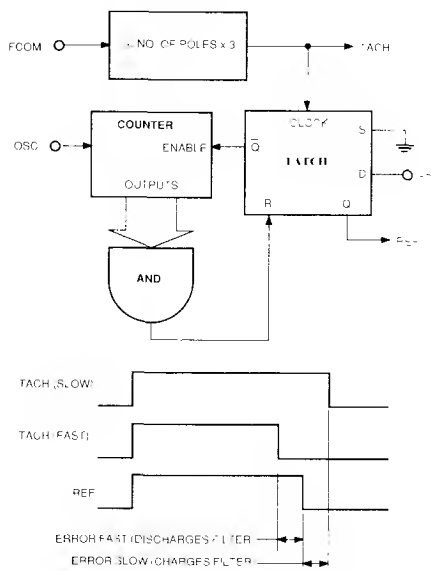 FCOM
NO. OF POLES x 3
TACH
COUNTER
CLOCK
S
OSC
ENABLE
Q
LATCH
D
OUTPUTS
R
Q
REF
AND
TACH (SLOW)
TACH (FAST)
REF
ERROR FAST (DISCHARGES FILTER
ERROR SLOW (CHARGES FILTER)